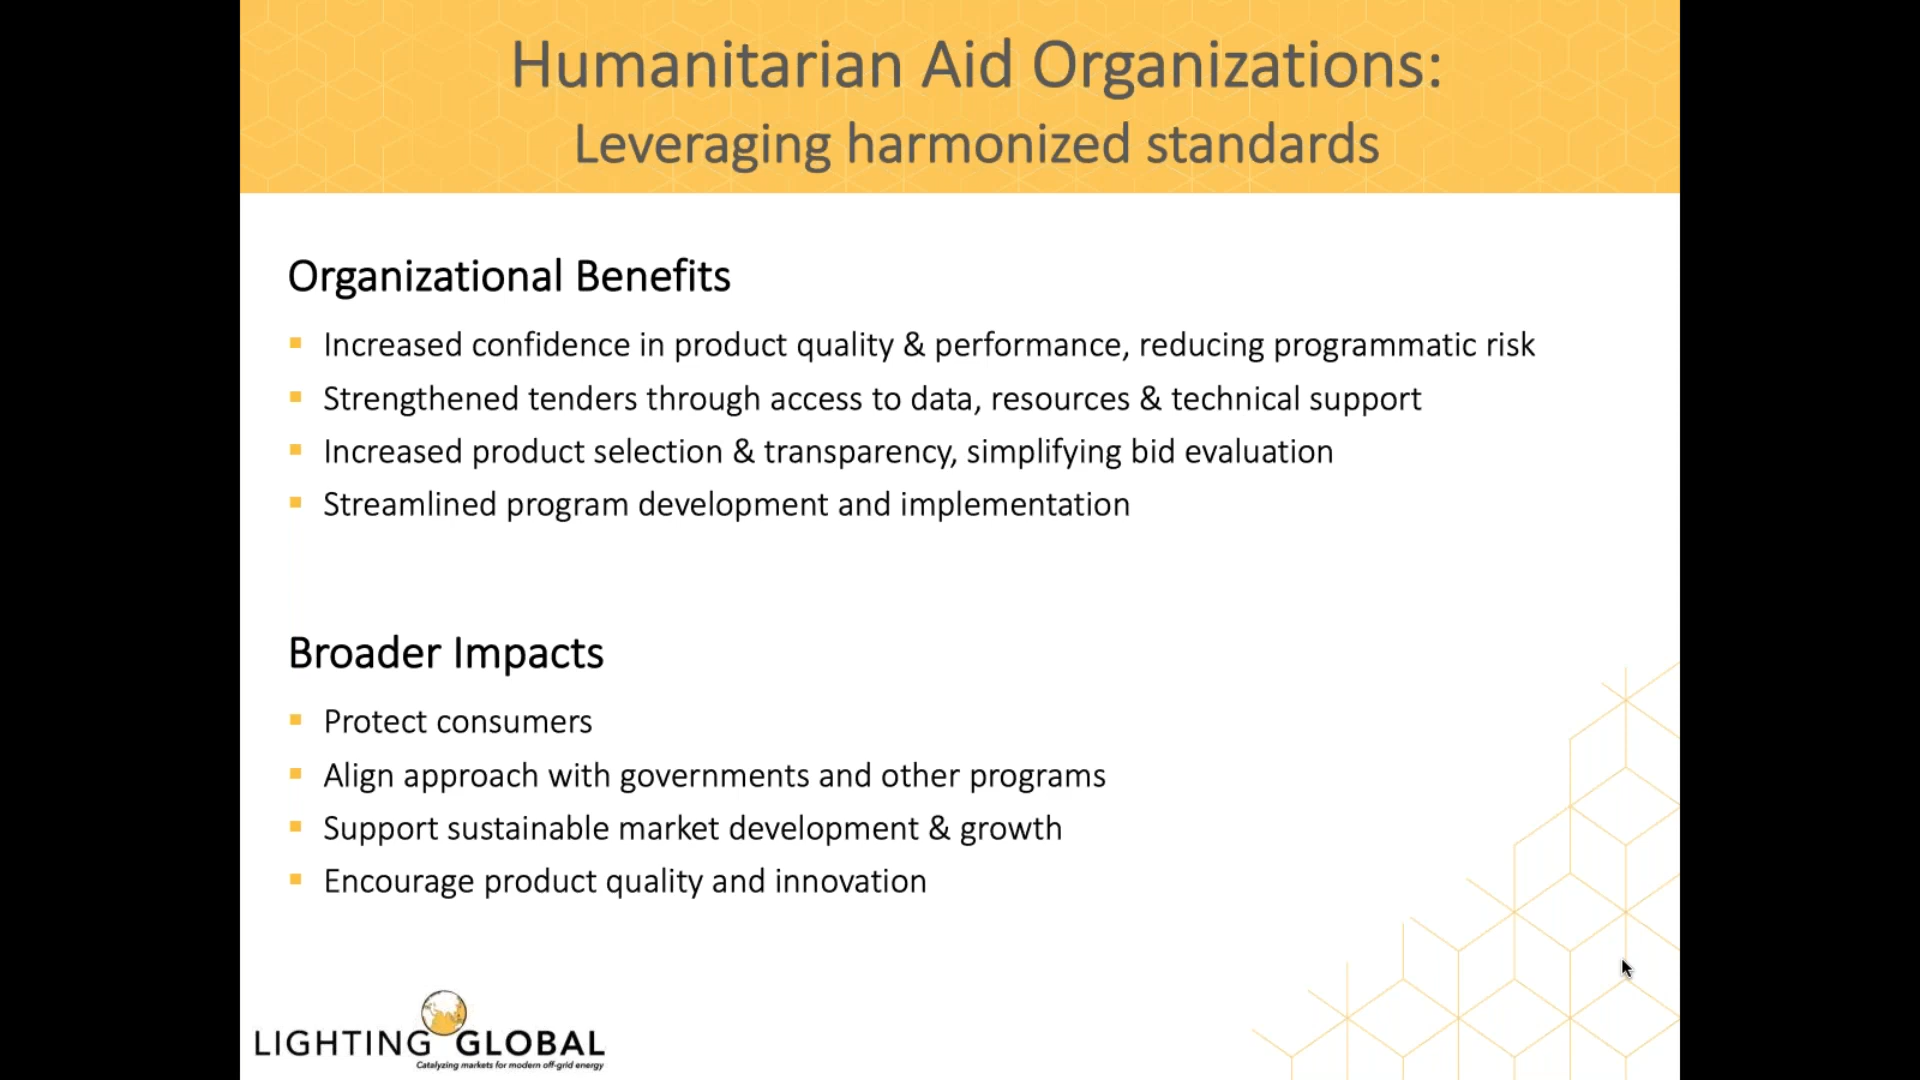 Humanitarian Aid Organizations:
Leveraging harmonized standards
Organizational Benefits
Increased confidence in product quality & performance, reducing programmatic risk
Strengthened tenders through access to data, resources & technical support
Increased product selection & transparency, simplifying bid evaluation
Streamlined program development and implementation
Broader Impacts
Protect consumers
Align approach with governments and other programs
Support sustainable market development & growth
Encourage product quality and innovation
LIGHTING GLOBAL
Catalyzing markets for modern off-grid energy